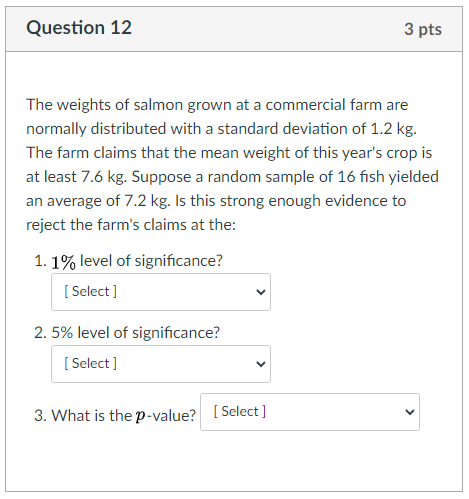 Question 12
3 pts
The weights of salmon grown at a commercial farm are
normally distributed with a standard deviation of 1.2 kg.
The farm claims that the mean weight of this year's crop is
at least 7.6 kg. Suppose a random sample of 16 fish yielded
an average of 7.2 kg. Is this strong enough evidence to
reject the farm's claims at the:
1. 1% level of significance?
[ Select ]
2. 5% level of significance?
[ Select ]
3. What is the p-value? [ Select ]